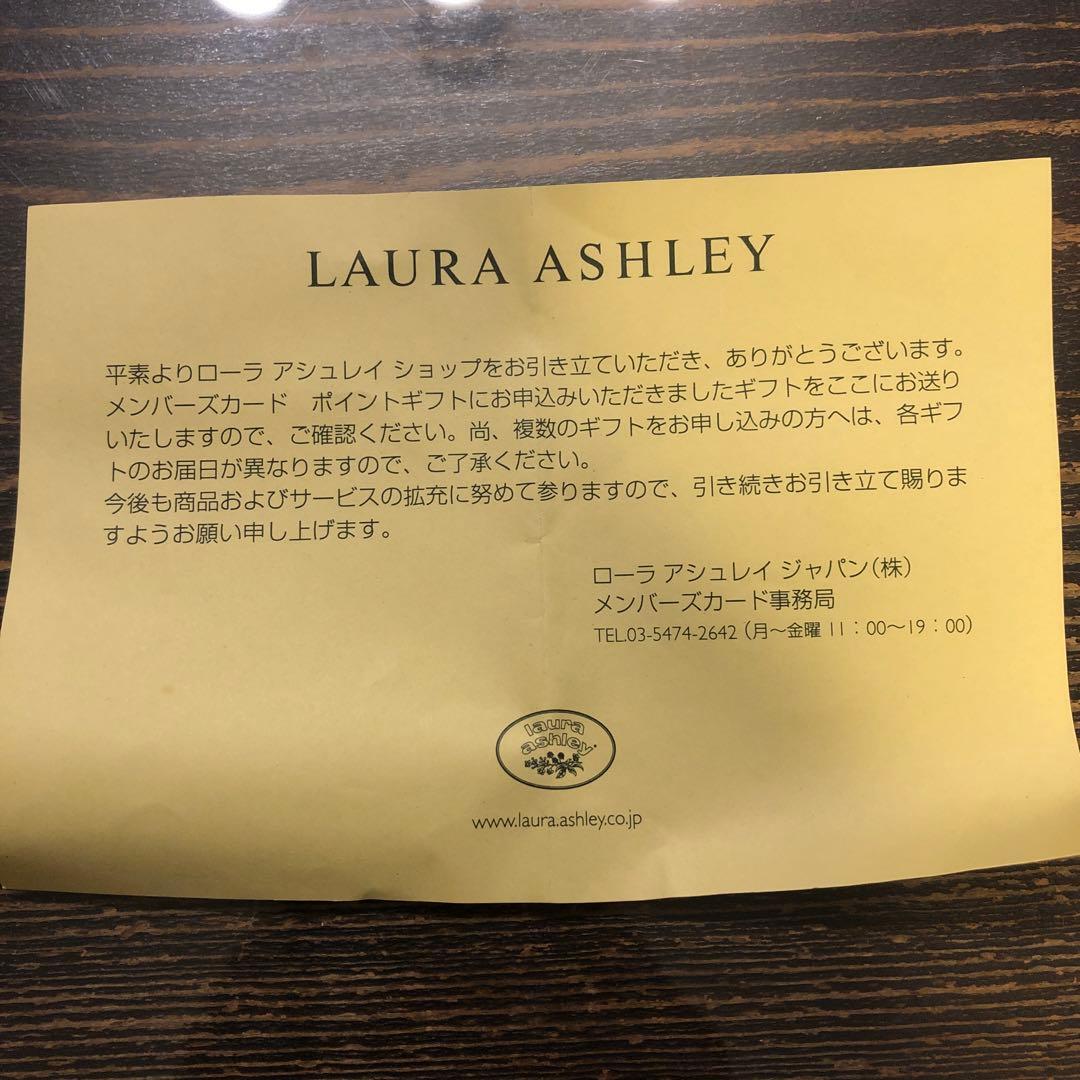 LAURA ASHLEY
平素よりローラ アシュレイ ショップをお引き立ていただき、ありがとうございます。
メンバーズカード　ポイントギフトにお申込みいただきましたギフトをここにお送り
いたしますので、ご確認ください。尚、複数のギフトをお申し込みの方へは、各ギフ
トのお届日が異なりますので、ご了承ください。
今後も商品およびサービスの拡充に努めて参りますので、引き続きお引き立て賜りま
すようお願い申し上げます。
ローラ アシュレイ ジャパン（株）
メンバーズカード事務局
TEL.03-5474-2642（月〜金曜 11：00〜19：00）
laura
ashley
www.laura.ashley.co.jp